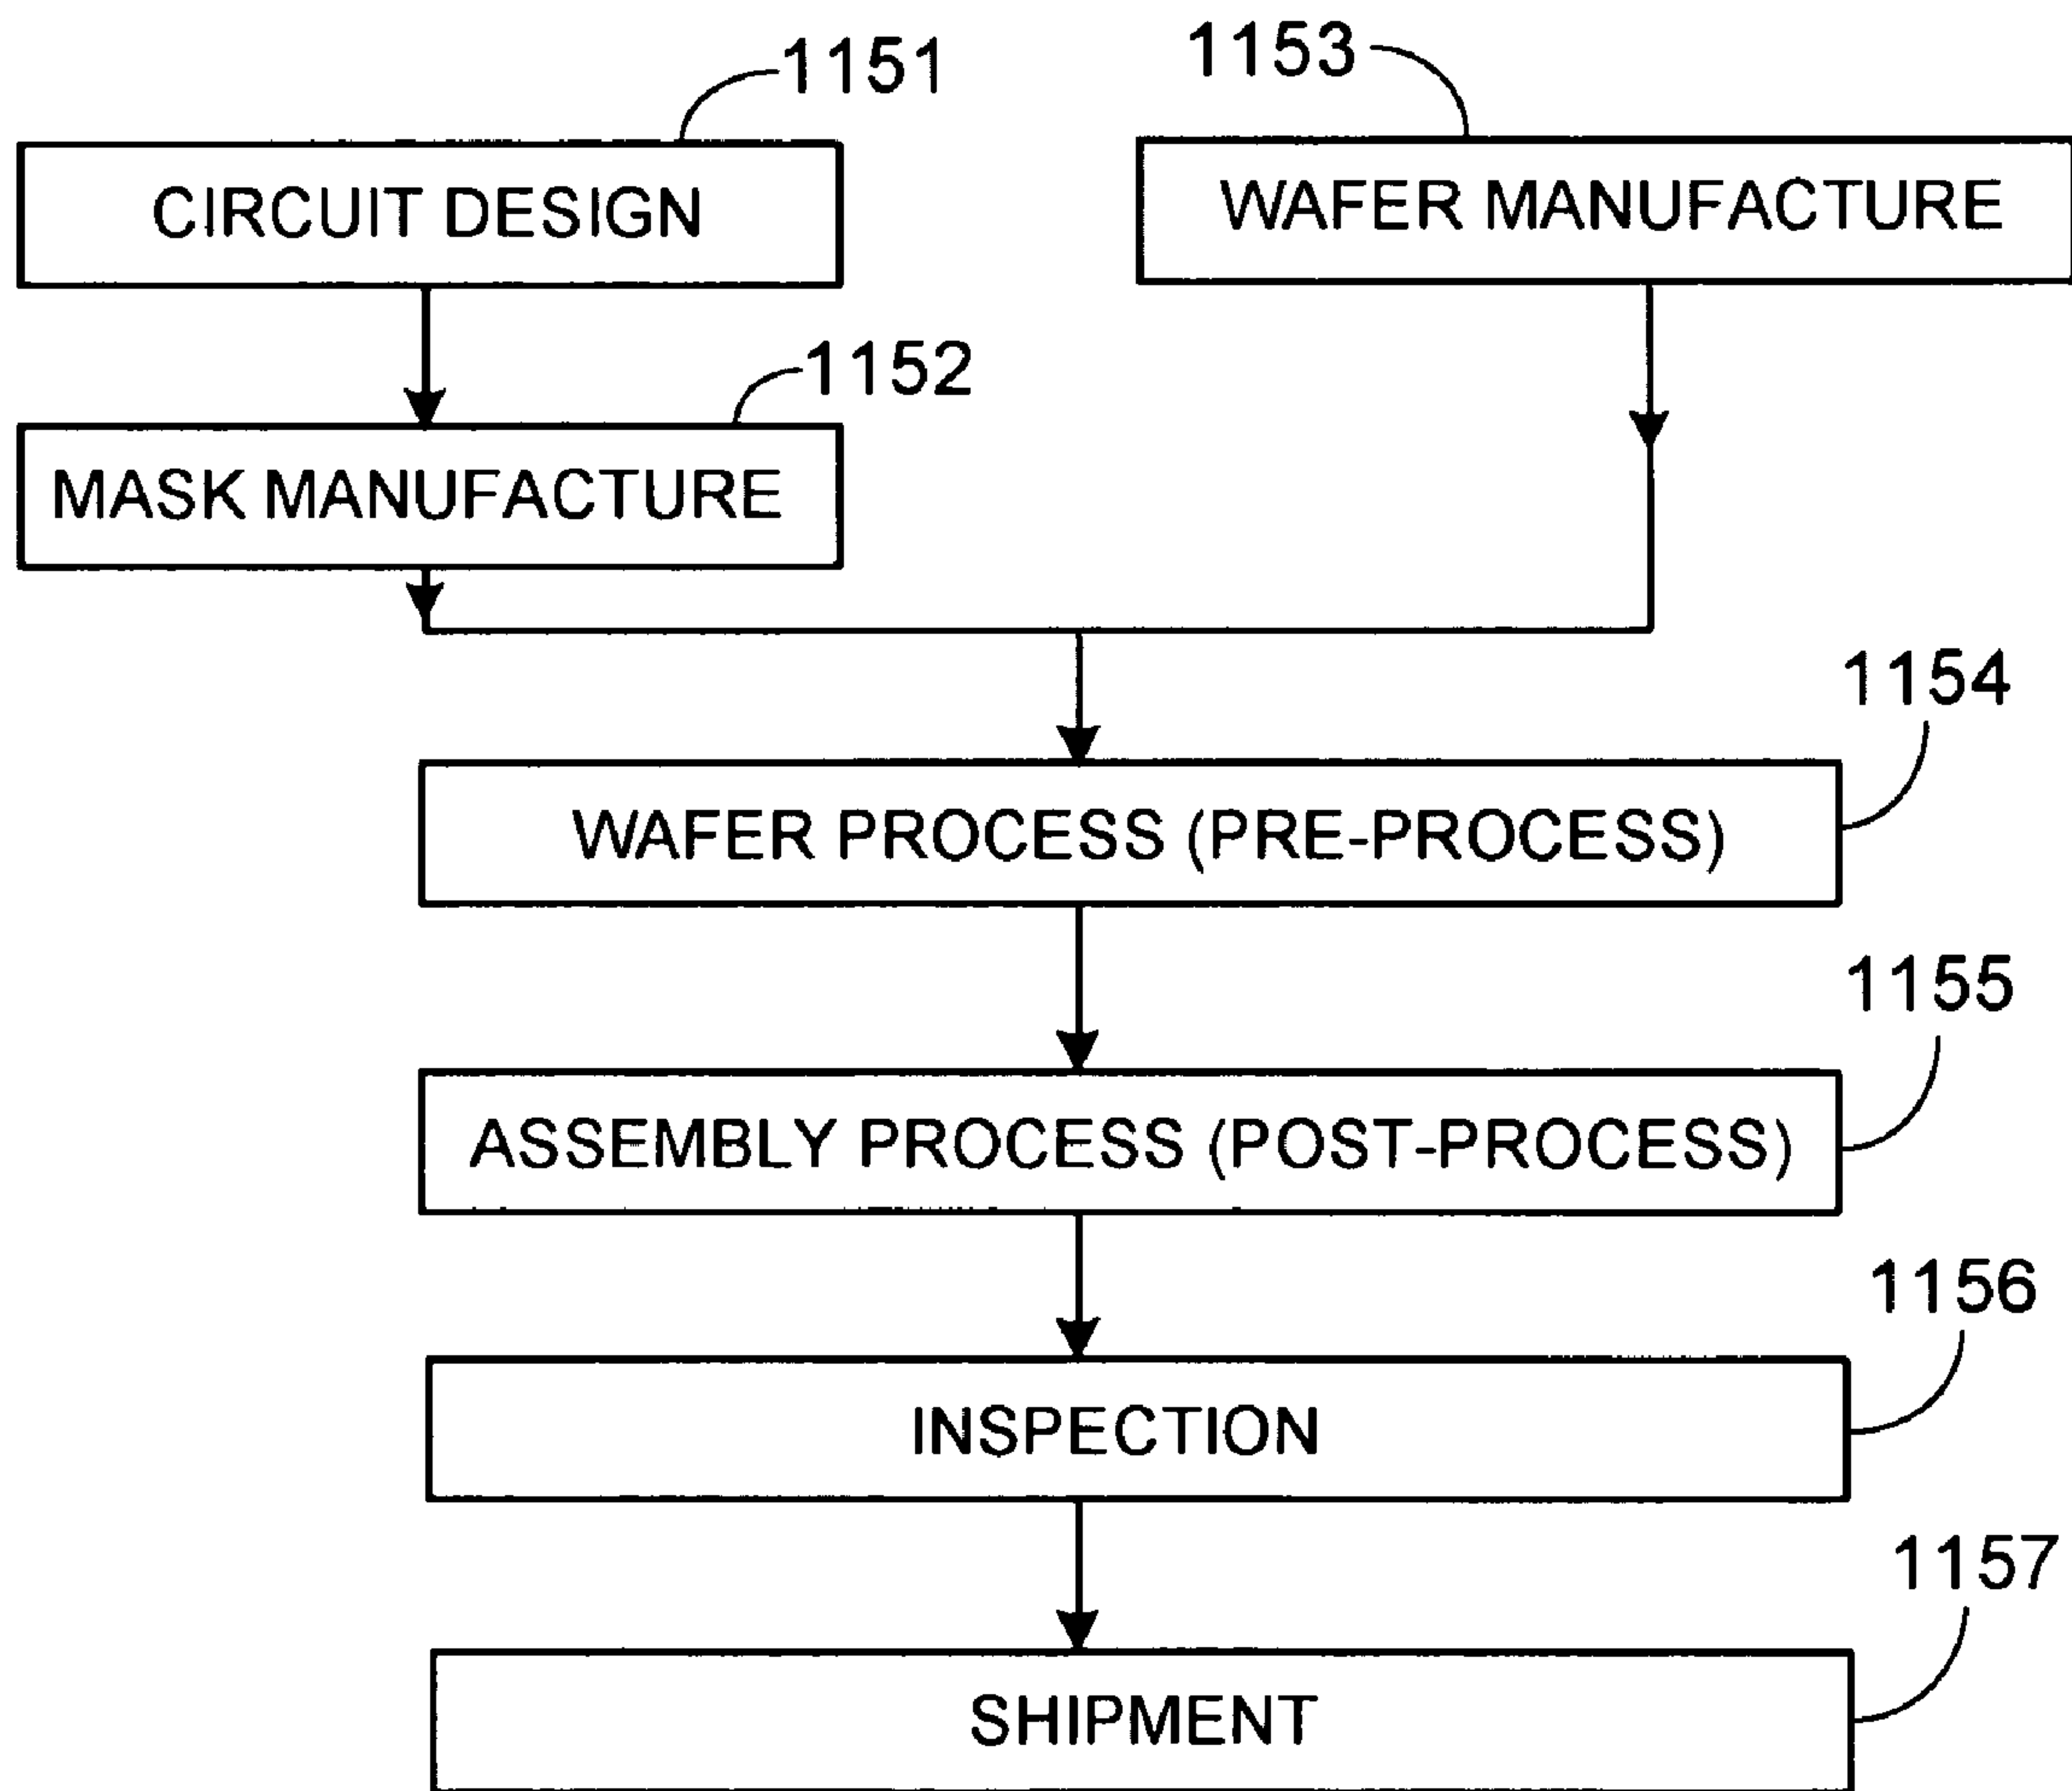 1151
1153
CIRCUIT DESIGN
WAFER MANUFACTURE
1152
MASK MANUFACTURE
1154
WAFER PROCESS (PRE-PROCESS)
1155
ASSEMBLY PROCESS (POST-PROCESS)
1156
INSPECTION
1157
SHIPMENT